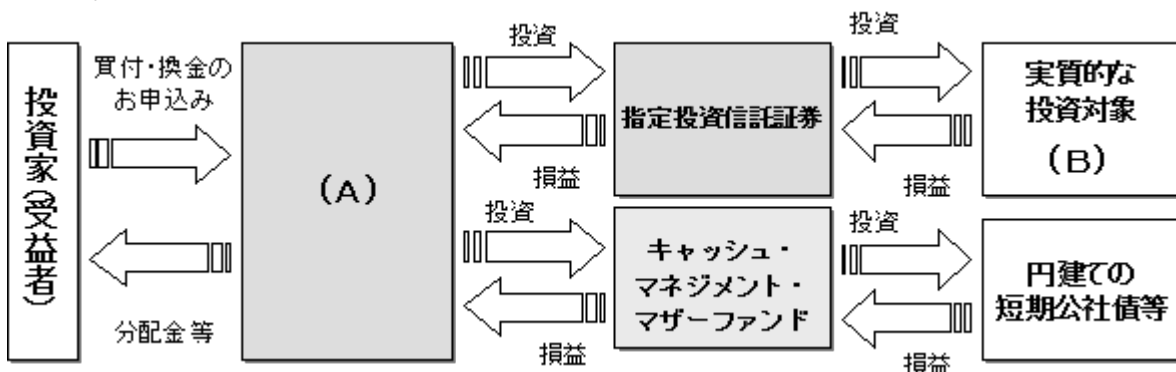 投資家(受益者)
買付・換金の
お申込み
分配金等
(A)
投資
損益
指定投資信託証券
投資
損益
実質的な
投資対象
(B)
投資
損益
キャッシュ・
マネジメント・
マザーファンド
投資
損益
円建ての
短期公社債等